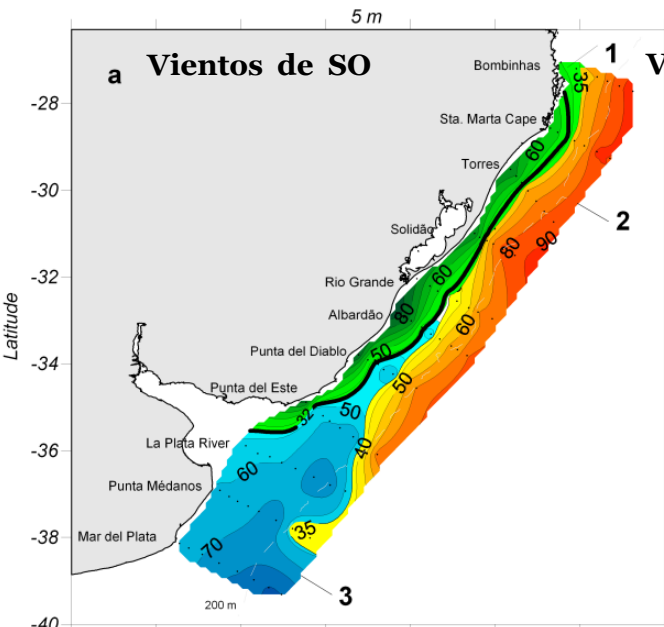 5 m
a Vientos de SO
V
1
Bombinhas
35
-28
Sta. Marta Cape
60
Torres
-30
2
Solidão
80
90
-32
Rio Grande
60
Albardão
80
60
Latitude
Punta del Diablo
50
-34
50
Punta del Este
50
32
La Plata River
40
-36
60
Punta Médanos
35
-38
Mar del Plata
70
3
200 m
-40